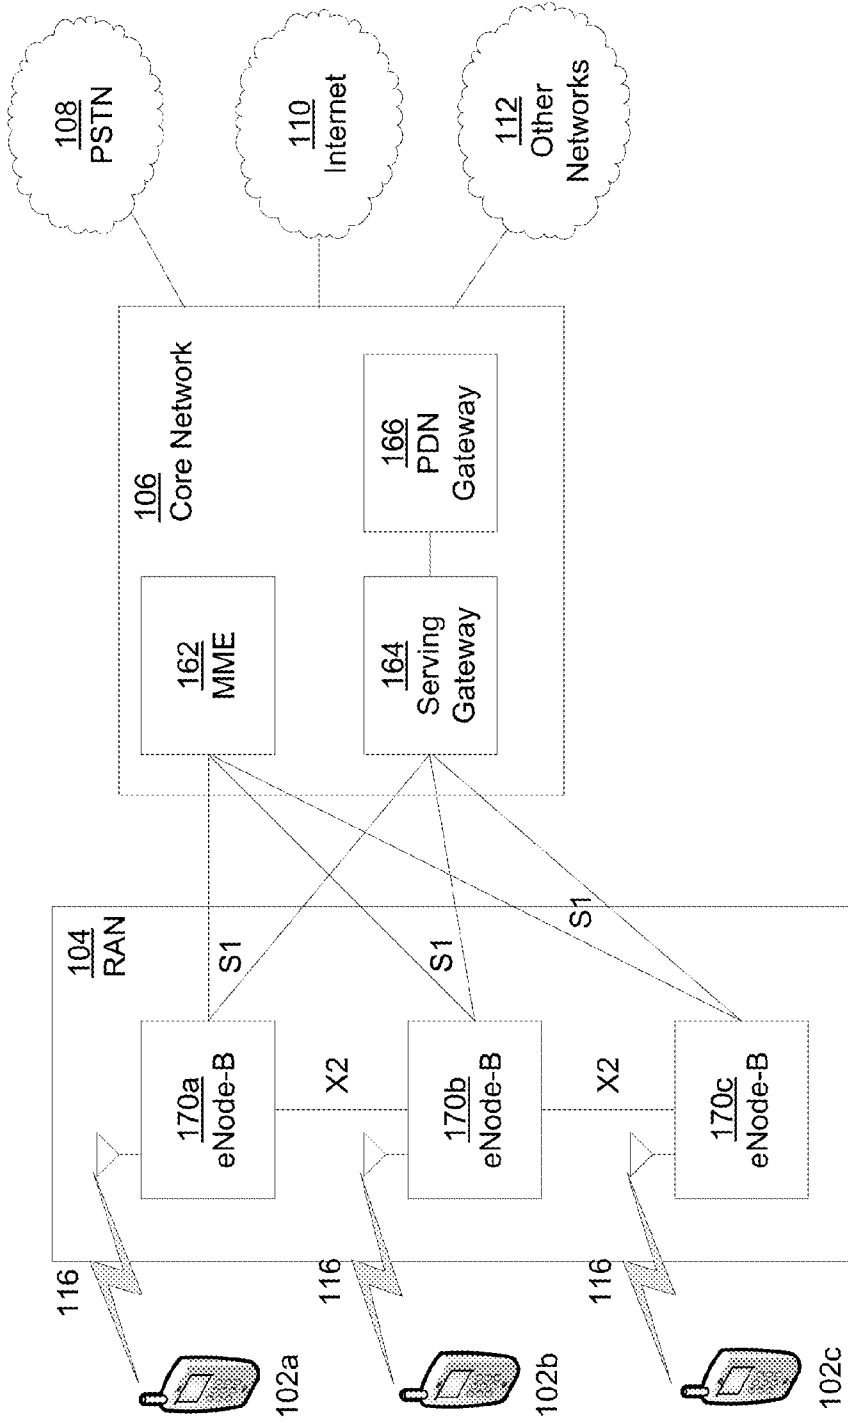 108
PSTN
110
Internet
112
Other
Networks
106
Core Network
162
MME
166
PDN
Gateway
164
Serving
Gateway
104
RAN
S1
S1
S1
170a
eNode-B
X2
170b
eNode-B
X2
170c
eNode-B
116
116
116
102a
102b
102c